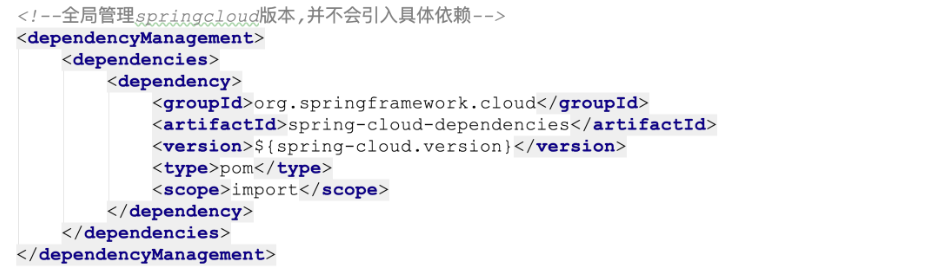 <!--全局管理springcloud版本,并不会引入具体依赖-->
<dependencyManagement>
    <dependencies>
        <dependency>
            <groupId>org.springframework.cloud</groupId>
            <artifactId>spring-cloud-dependencies</artifactId>
            <version>${spring-cloud.version}</version>
            <type>pom</type>
            <scope>import</scope>
        </dependency>
    </dependencies>
</dependencyManagement>